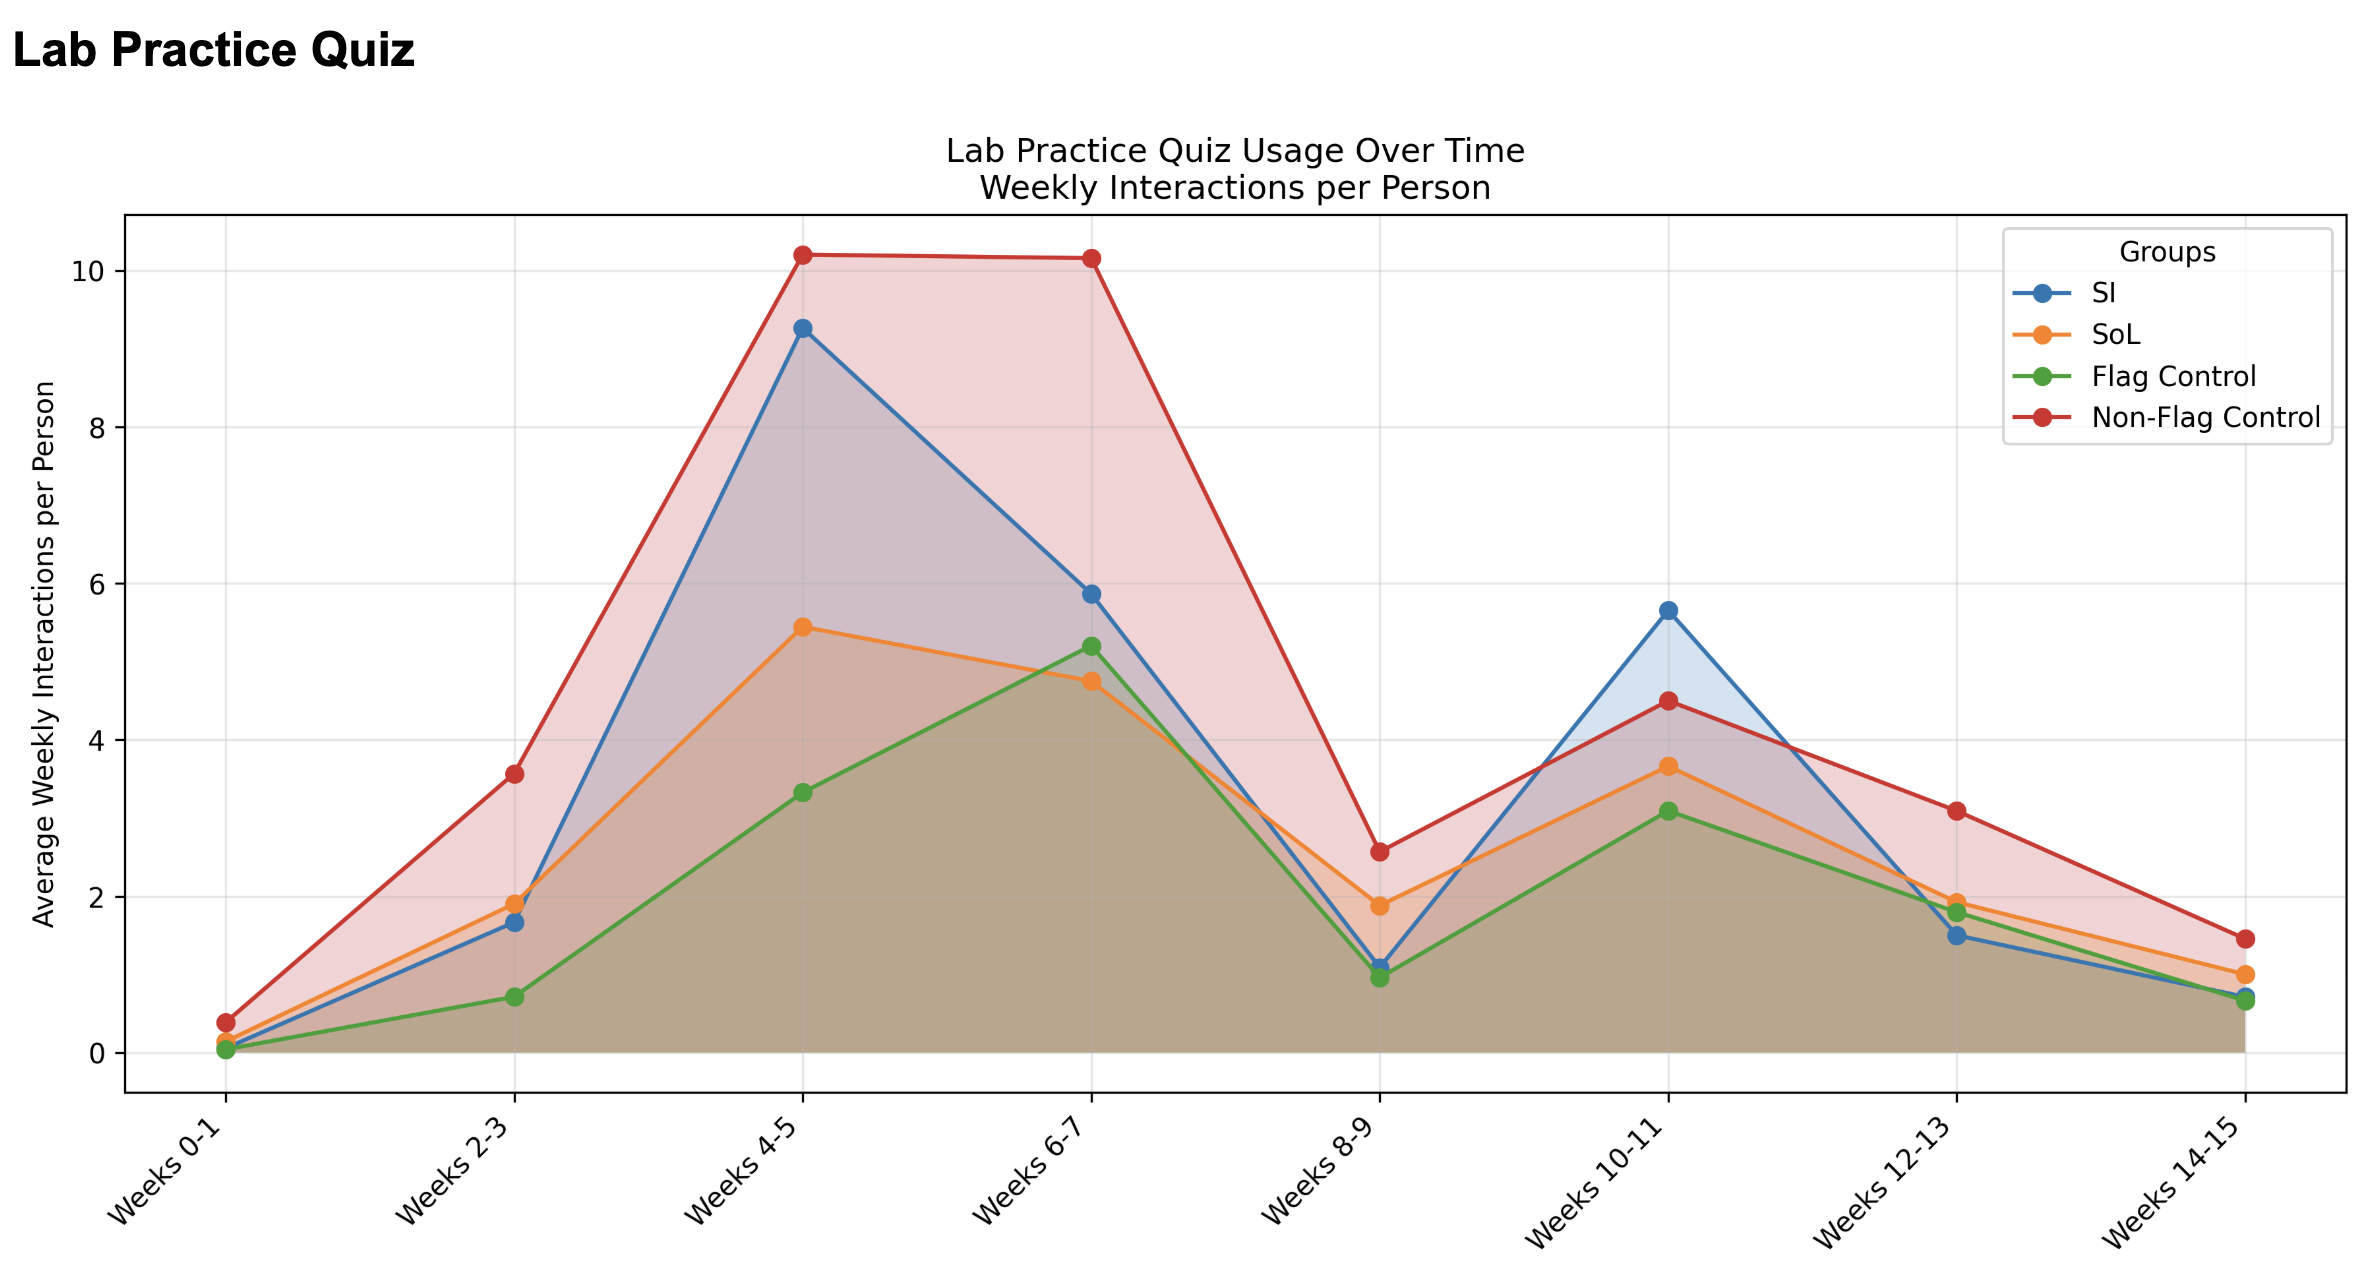 Lab Practice Quiz
Lab Practice Quiz Usage Over Time
Weekly Interactions per Person
Groups
SI
SoL
Flag Control
Non-Flag Control
Average Weekly Interactions per Person
10
8
6
4
2
0
Weeks 0-1
Weeks 2-3
Weeks 4-5
Weeks 6-7
Weeks 8-9
Weeks 10-11
Weeks 12-13
Weeks 14-15